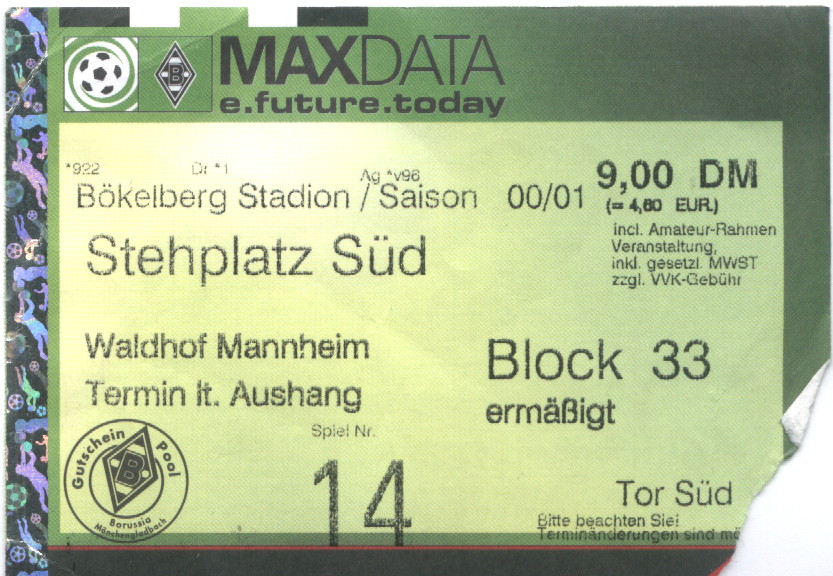 MAXDATA
e.future.today
*922 Dr *1 Ag *v96
Bökelberg Stadion / Saison 00/01
9,00 DM
(= 4,60 EUR.)
incl. Amateur-Rahmen
Veranstaltung,
inkl. gesetzl. MWST
zzgl. VVK-Gebühr
Stehplatz Süd
Waldhof Mannheim
Termin lt. Aushang
Block 33
ermäßigt
Spiel Nr.
14
Gutschein Pool
B
Borussia
Mönchengladbach
Tor Süd
Bitte beachten Sie!
Terminänderungen sind mö